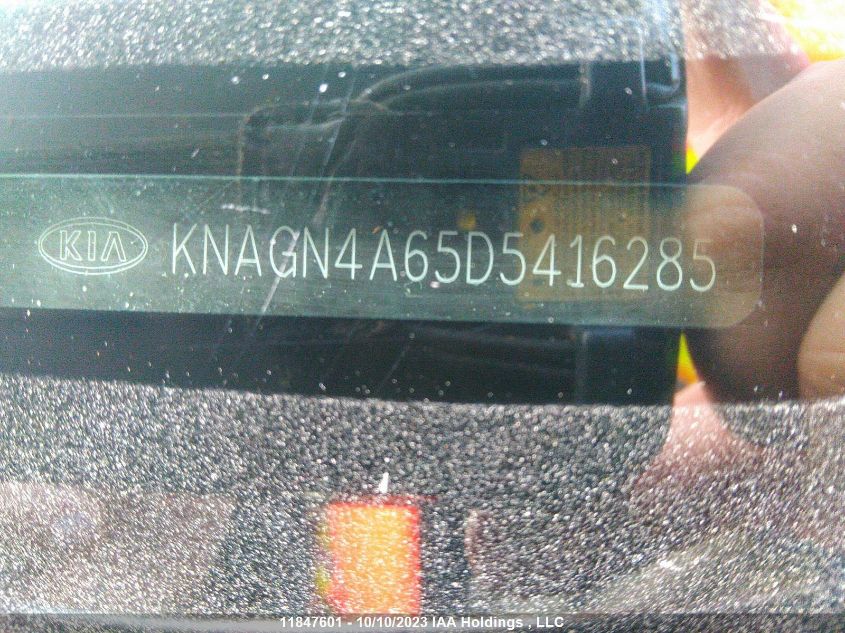 KIA KNAGN4A65D5416285
11847601 - 10/10/2023 IAA Holdings , LLC